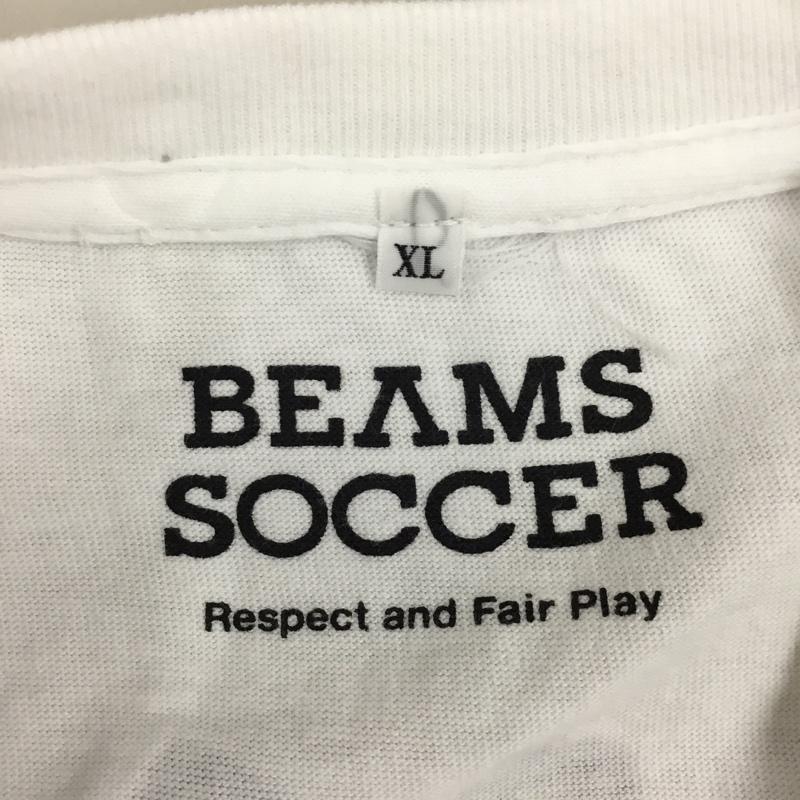 XL
BEAMS
SOCCER
Respect and Fair Play